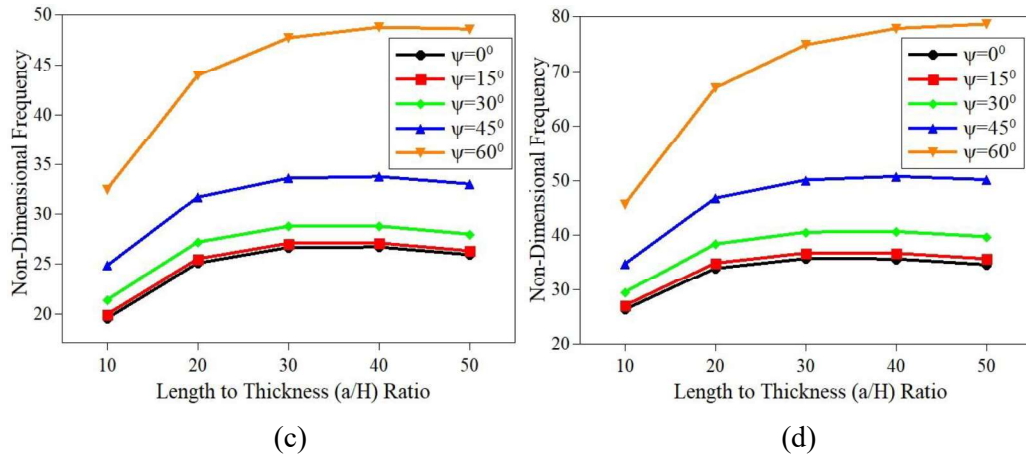 50
45
40
35
30
25
20
Non-Dimensional Frequency
ψ=0⁰
ψ=15⁰
ψ=30⁰
ψ=45⁰
ψ=60⁰
10 20 30 40 50
Length to Thickness (a/H) Ratio
(c)
80
70
60
50
40
30
20
Non-Dimensional Frequency
ψ=0⁰
ψ=15⁰
ψ=30⁰
ψ=45⁰
ψ=60⁰
10 20 30 40 50
Length to Thickness (a/H) Ratio
(d)